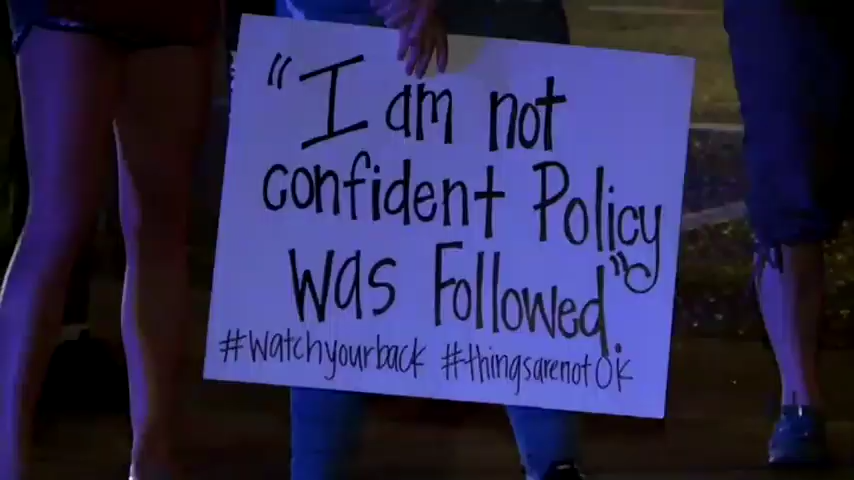 "I am not
confident Policy
was Followed".
#watchyourback #thingsarenotOK